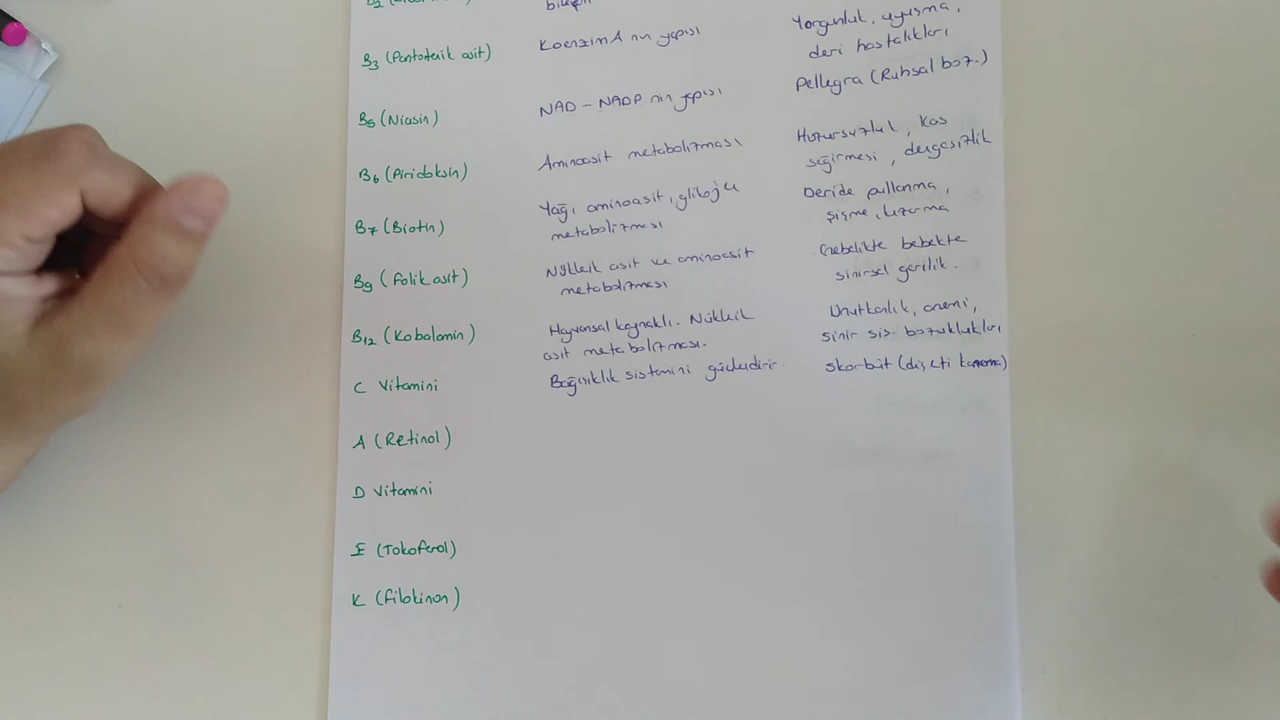 B3 (Pantotenik asit) KoenzimA nın yapısı Yorgunluk, uyuşma, deri hastalıkları
B5 (Niasin) NAD - NADP nin yapısı Pellegra (Ruhsal boz.)
B6 (Piridoksin) Aminoasit metabolizması Huzursuzluk, Kas seğirmesi, dengesizlik
B7 (Biotin) Yağ, aminoasit, glikoz metabolizması Deride pullanma, şişme, kızarma
B9 (Folik asit) Nükleik asit ve aminoasit metabolizması Gebelikte bebekte sinirsel gerilik.
B12 (Kobalamin) Hayvansal kaynaklı. Nükleik asit metabolizması. Unutkanlık, anemi, sinir sis. bozuklukları
C Vitamini Bağışıklık sistemini güçlendirir. skorbüt (diş eti kanama)
A (Retinol)
D Vitamini
E (Tokoferol)
K (Filokinon)